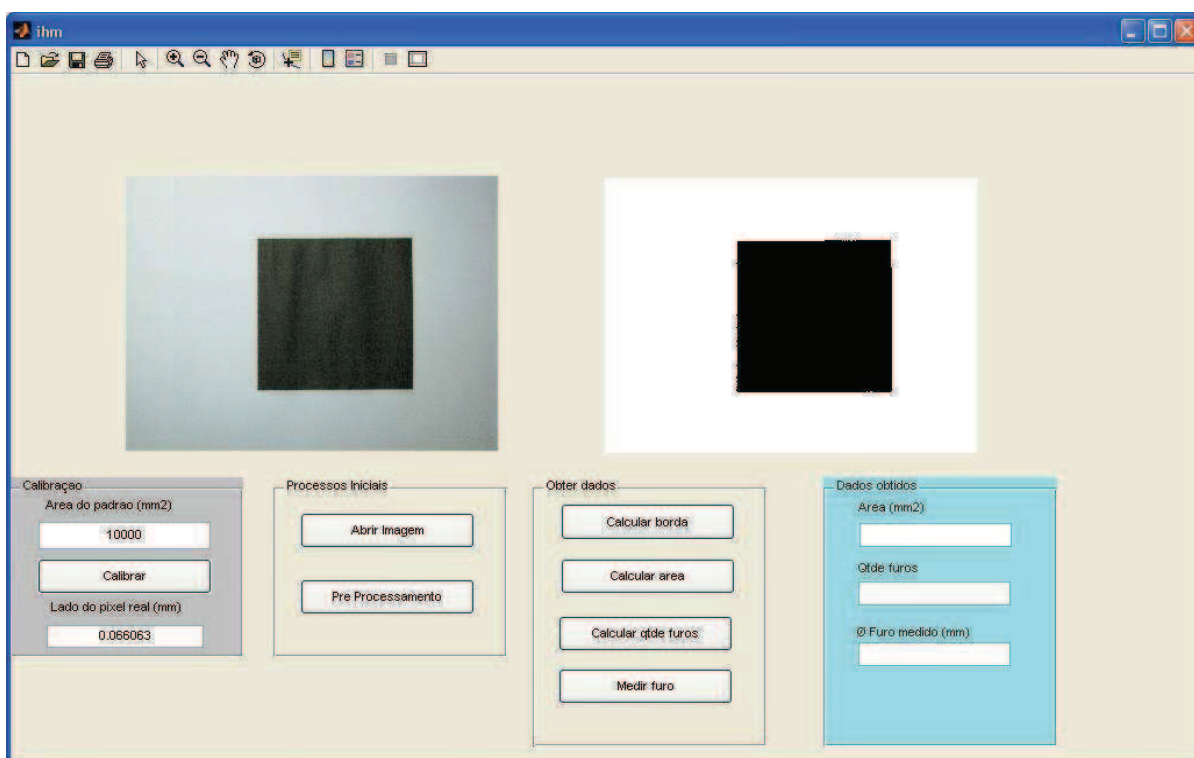 ihm
Calibraçao
Area do padrao (mm2)
10000
Calibrar
Lado do pixel real (mm)
0.066063
Processos Iniciais
Abrir Imagem
Pre Processamento
Obter dados
Calcular borda
Calcular area
Calcular qtde furos
Medir furo
Dados obtidos
Area (mm2)
Qtde furos
Ø Furo medido (mm)